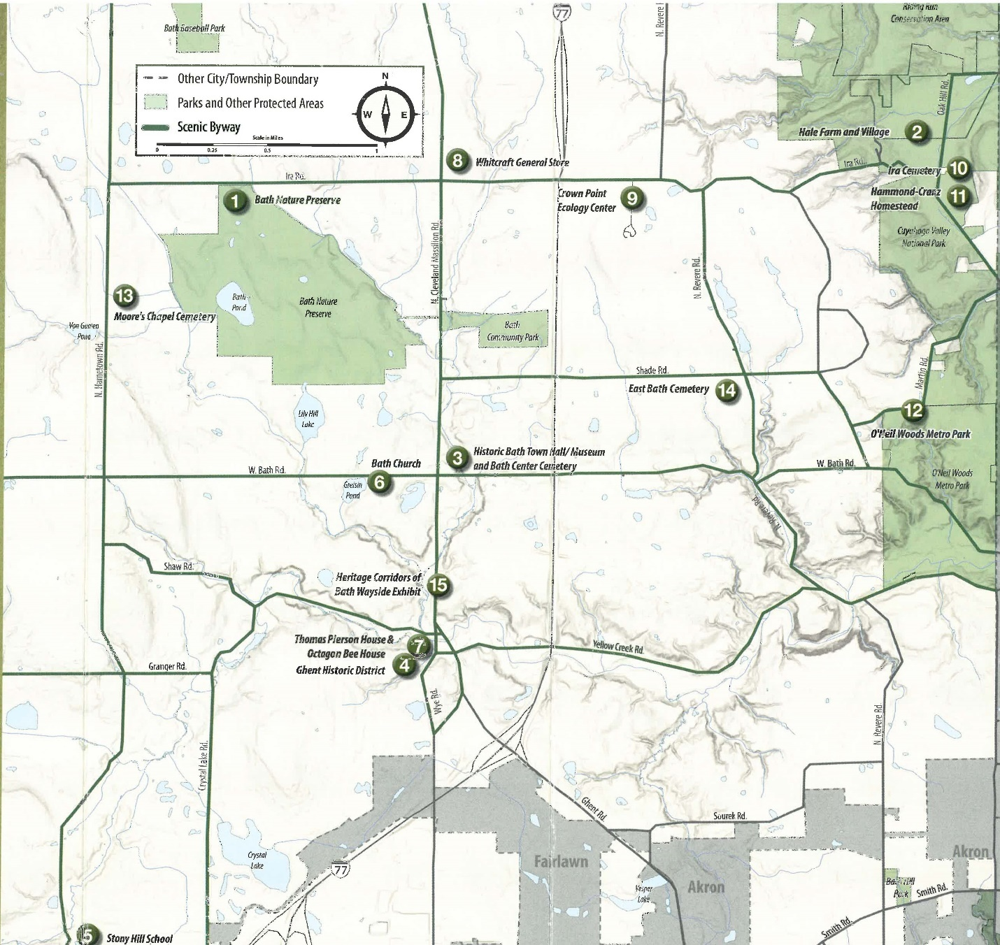 77
N. Revere
Riding Run
Conservation Area
Bath Baseball Park
Other City/Township Boundary
Parks and Other Protected Areas
Scenic Byway
Scale in Miles
0 0.25 0.5 1
N
W E
S
Oak Hill Rd.
Hale Farm and Village 2
8 Whitcraft General Store
Ira Rd.
Ira Rd.
Ira Cemetery 10
Crown Point
Ecology Center 9
Hammond-Cranz
Homestead 11
1 Bath Nature Preserve
Cuyahoga Valley
National Park
N. Cleveland Massillon Rd.
N. Revere Rd.
13
Moore's Chapel Cemetery
Bath
Pond
Bath Nature
Preserve
Bath
Community Park
Von Gunten
Pond
N. Hametown Rd.
Shade Rd.
East Bath Cemetery 14
Martin Rd.
12
O'Neil Woods Metro Park
Lily Hill
Lake
3 Historic Bath Town Hall/Museum
and Bath Center Cemetery
Bath Church
6
W. Bath Rd.
W. Bath Rd.
O'Neil Woods
Metro Park
Greisin
Pond
N. Revere Rd.
Shaw Rd.
Heritage Corridors of
Bath Wayside Exhibit 15
Thomas Pierson House &
Octagon Bee House 7
Ghent Historic District 4
Yellow Creek Rd.
Granger Rd.
Wye Rd.
N. Revere Rd.
Crystal Lake Rd.
Ghent Rd.
Sourek Rd.
Crystal
Lake
77
Fairlawn
Akron
Akron
Vesper
Lake
Park
Smith Rd.
Smith Rd.
5 Stony Hill School